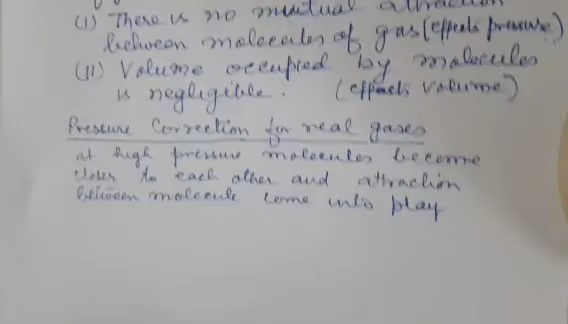 (i) There is no mutual attraction
between molecules of gas (effects pressure)
(ii) Volume occupied by molecules
is negligible. (effects volume)
Pressure Correction for real gases
at high pressure molecules become
closer to each other and attraction
between molecule come into play